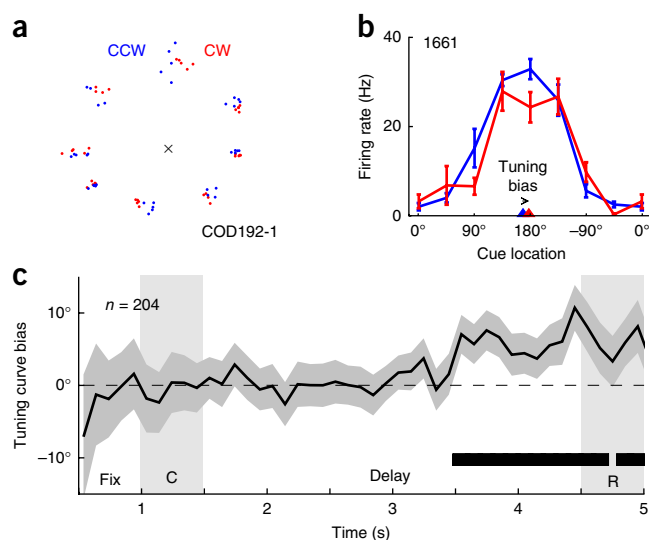 a
CCW
CW
COD192-1
b
1661
Firing rate (Hz)
40
20
0
Tuning
bias
0°
90°
180°
–90°
0°
Cue location
c
n = 204
Tuning curve bias
10°
0°
–10°
Fix
C
Delay
R
1
2
3
4
5
Time (s)